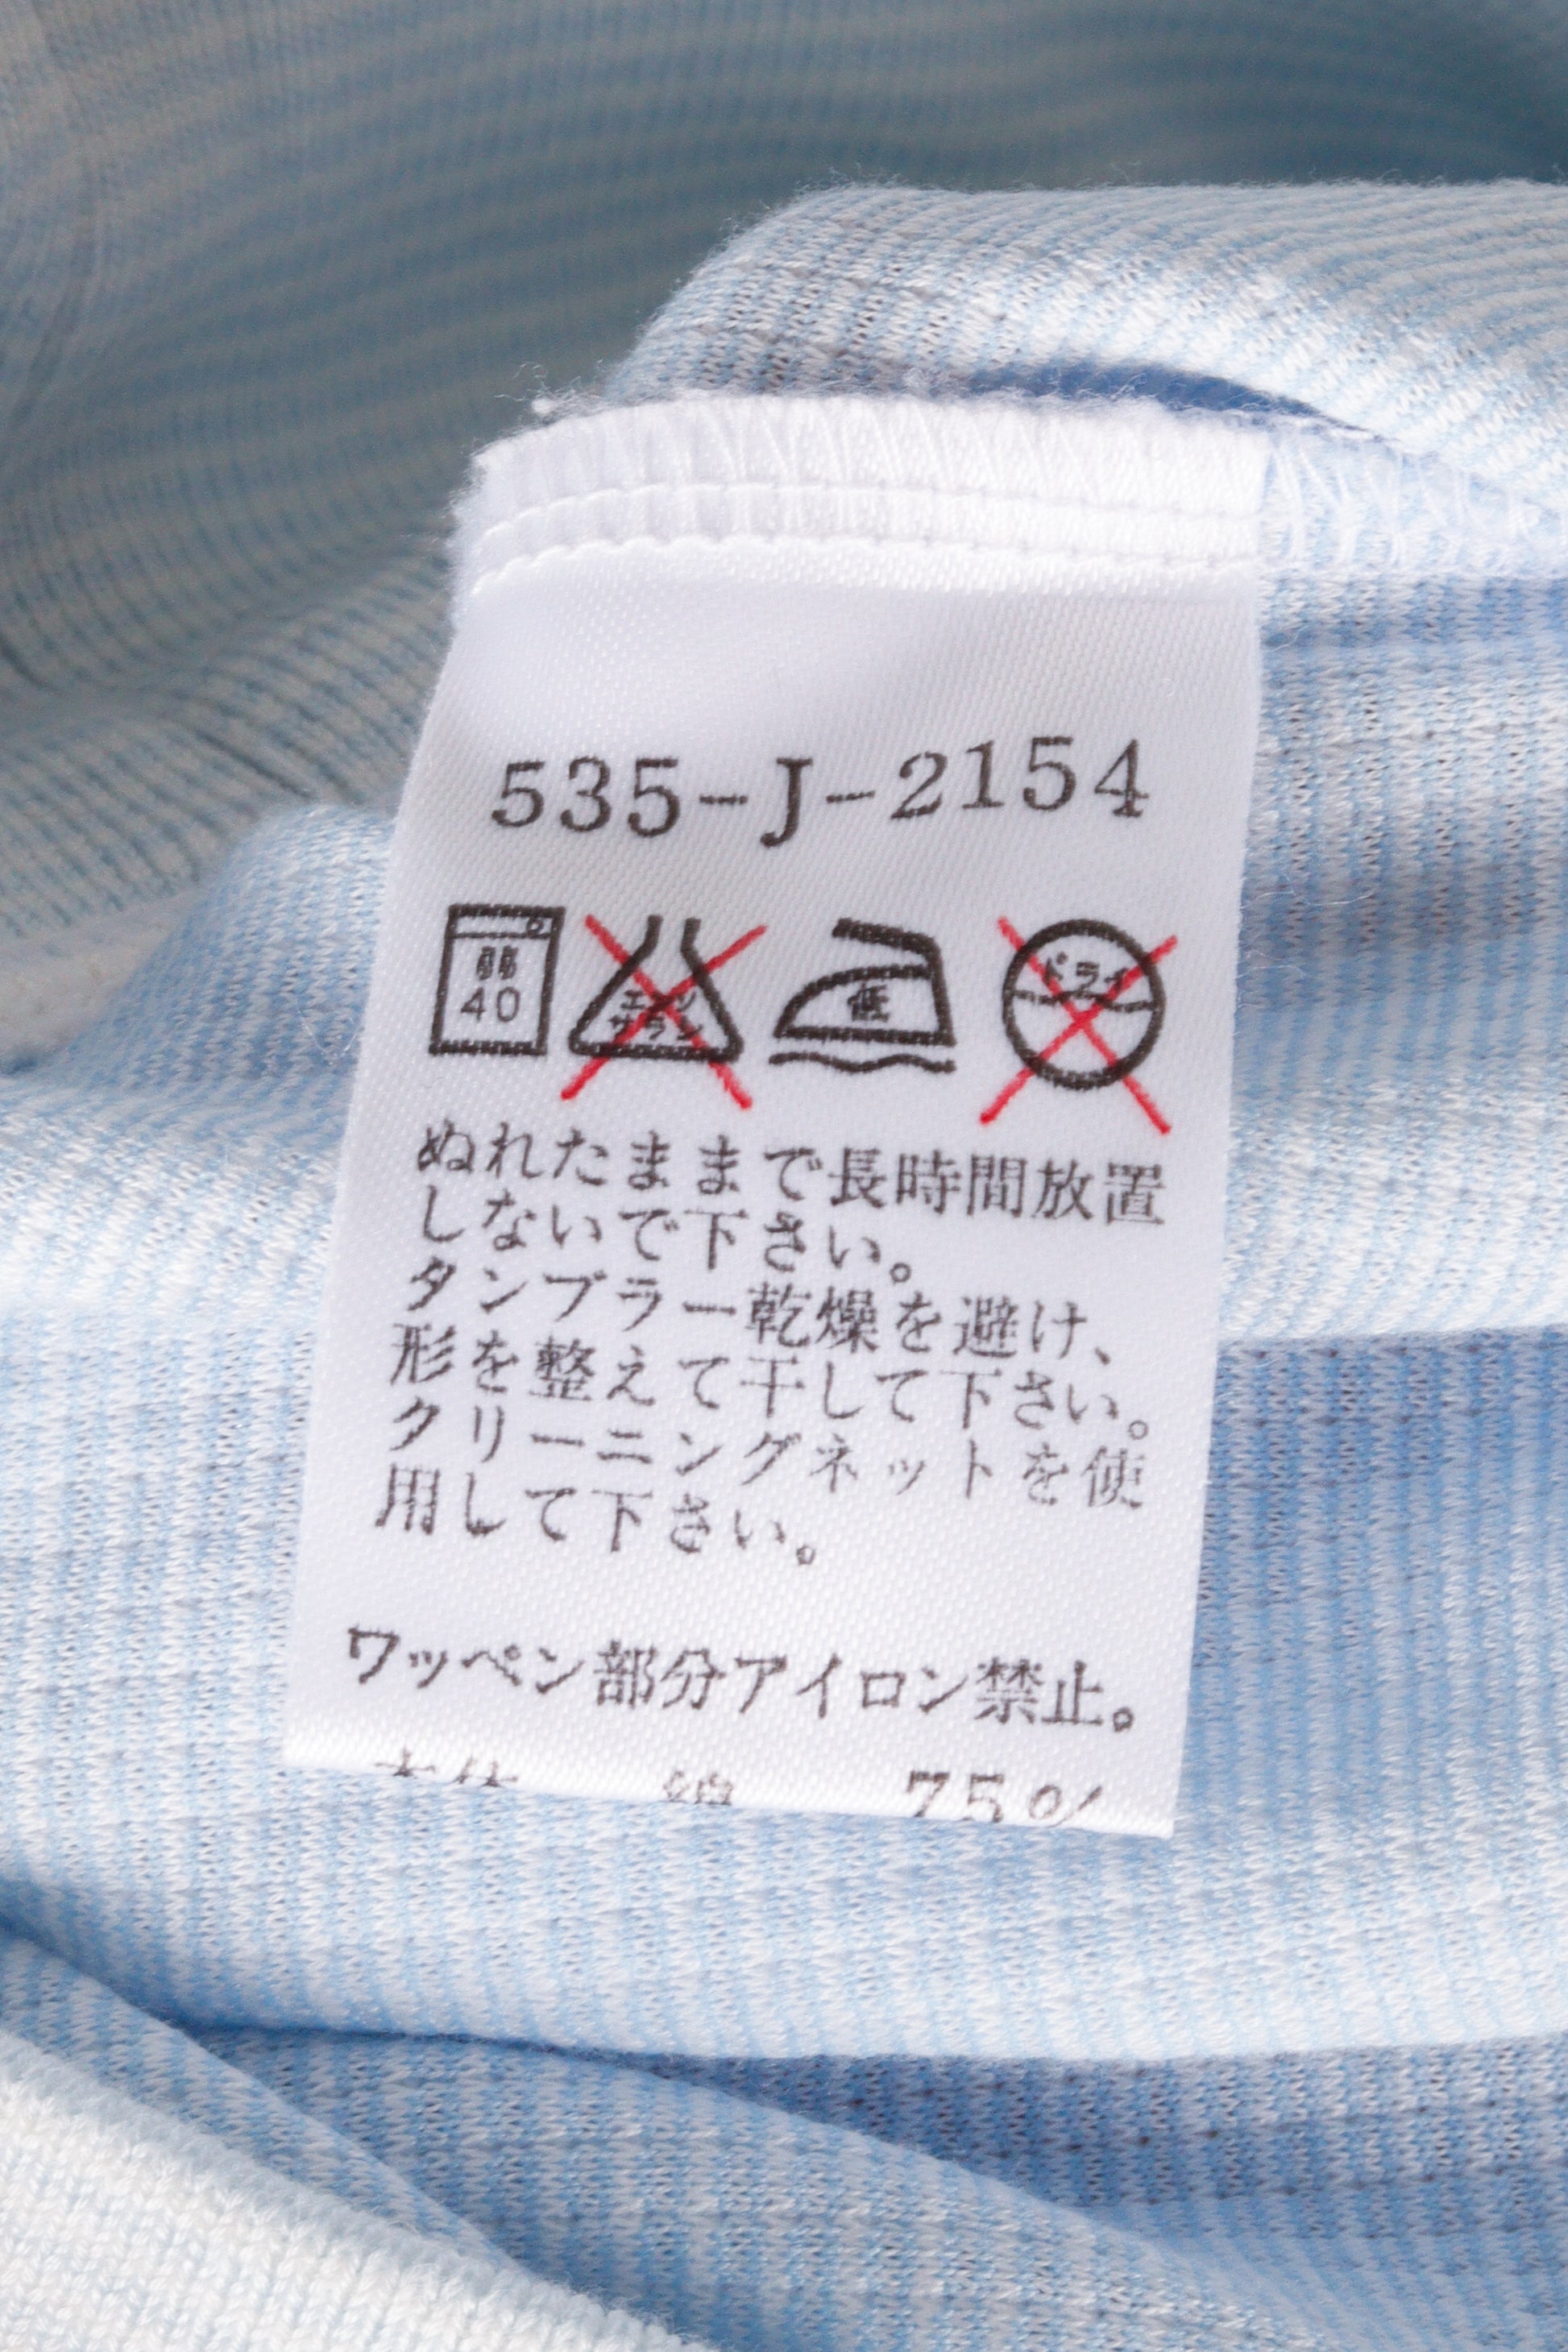 535-J-2154
弱
40
エンソ
サラシ
低
ドライ
ぬれたままで長時間放置
しないで下さい。
タンブラー乾燥を避け、
形を整えて干して下さい。
クリーニングネットを使
用して下さい。
ワッペン部分アイロン禁止。
本体 綿 75%